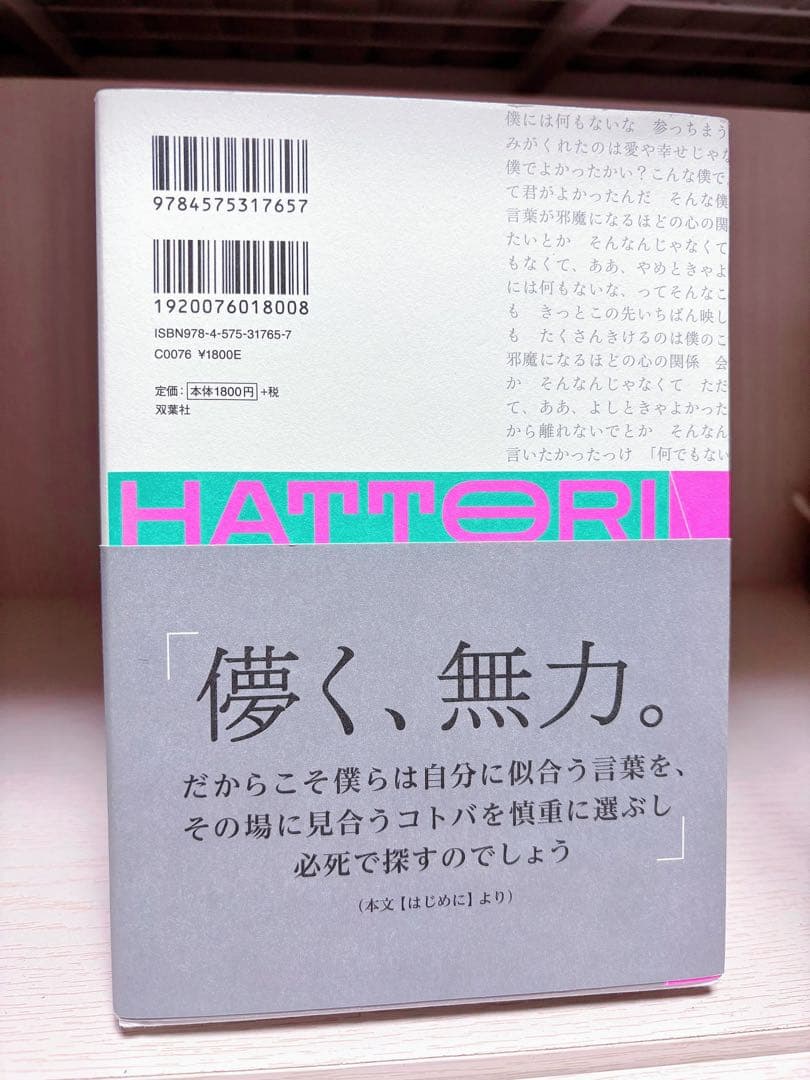 9784575317657
1920076018008
ISBN978-4-575-31765-7
C0076 ¥1800E
定価：本体1800円+税
双葉社
僕には何もないな　参っちまう
みがくれたのは愛や幸せじゃな
僕でよかったかい？こんな僕で
て君がよかったんだ　そんな僕
言葉が邪魔になるほどの心の関
たいとか　そんなんじゃなくて
もなくて、ああ、やめときゃよ
には何もないな、ってそんなこ
も　きっとこの先いちばん映し
も　たくさんきけるのは僕のこ
邪魔になるほどの心の関係　会
か　そんなんじゃなくて　ただ
て、ああ、よしときゃよかった
から離れないでとか　そんなん
言いたかったっけ　「何でもない
HATTORI
「儚く、無力。
だからこそ僕らは自分に似合う言葉を、
その場に見合うコトバを慎重に選ぶし
必死で探すのでしょう」
（本文【はじめに】より）